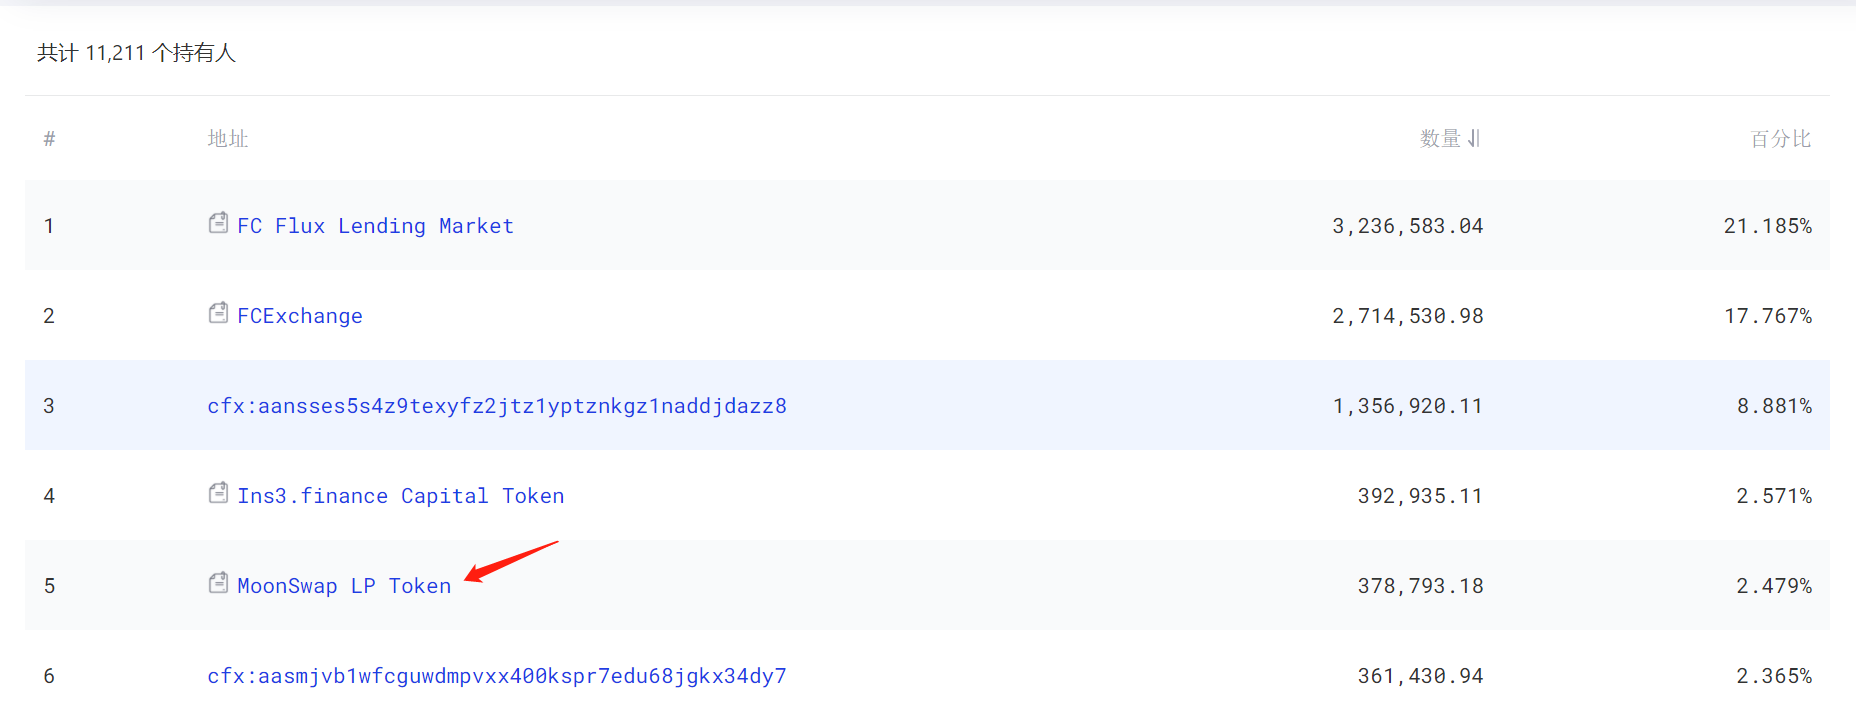 共计 11,211 个持有人
# 地址 数量 百分比
1 FC Flux Lending Market 3,236,583.04 21.185%
2 FCExchange 2,714,530.98 17.767%
3 cfx:aansses5s4z9texyfz2jtz1yptznkgz1naddjdazz8 1,356,920.11 8.881%
4 Ins3.finance Capital Token 392,935.11 2.571%
5 MoonSwap LP Token 378,793.18 2.479%
6 cfx:aasmjvb1wfcguwdmpvxx400kspr7edu68jgkx34dy7 361,430.94 2.365%